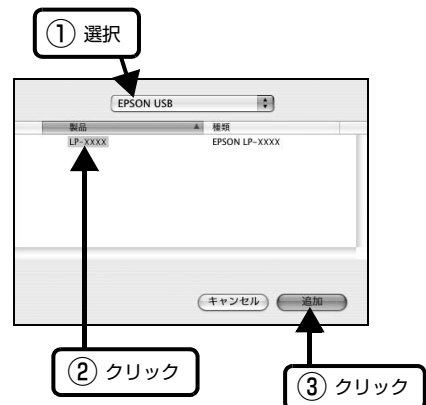 ① 選択
EPSON USB
製品 ▲ 種類
LP-XXXX EPSON LP-XXXX
キャンセル 追加
② クリック
③ クリック